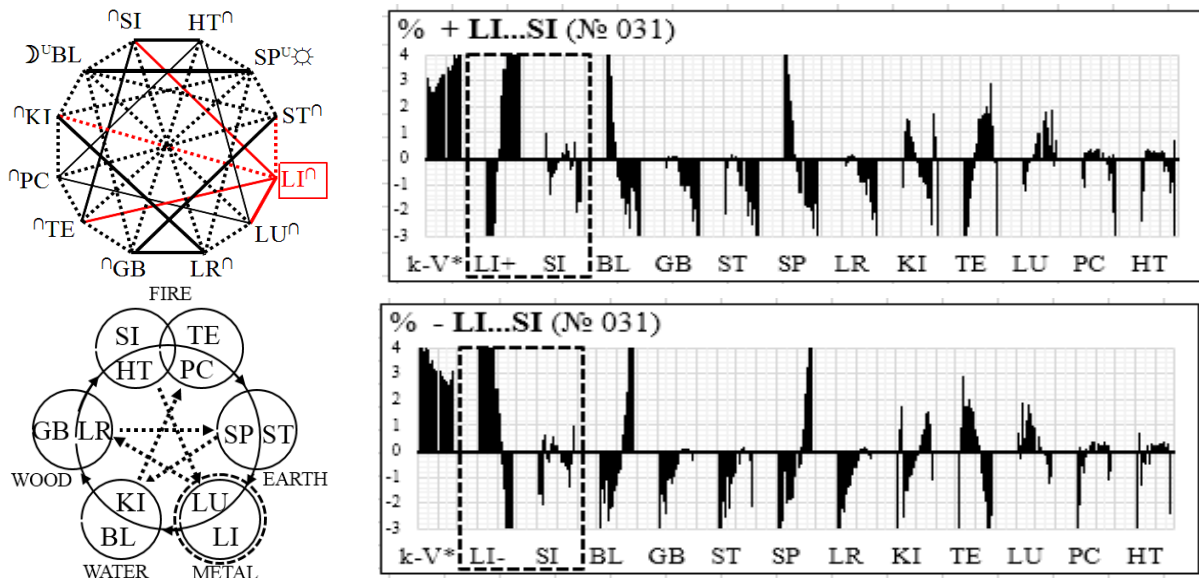 ∩SI HT∩
☽ᑌBL SPᑌ☼
∩KI ST∩
∩PC LI∩
∩TE LU∩
∩GB LR∩
FIRE
SI TE
HT PC
GB LR SP ST
WOOD EARTH
KI LU
BL LI
WATER METAL
% + LI...SI (№ 031)
4
3
2
1
0
-1
-2
-3
k-V* LI+ SI BL GB ST SP LR KI TE LU PC HT
% - LI...SI (№ 031)
4
3
2
1
0
-1
-2
-3
k-V* LI- SI BL GB ST SP LR KI TE LU PC HT